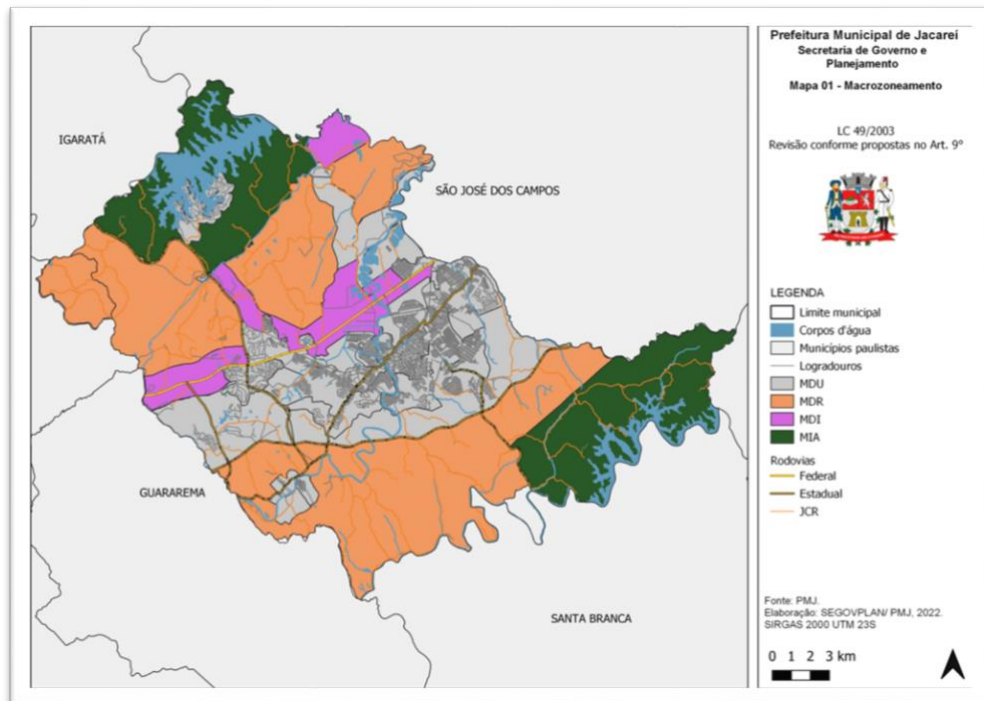 Prefeitura Municipal de Jacarei
Secretaria de Governo e
Planejamento
Mapa 01 - Macrozoneamento
LC 49/2003
Revisão conforme propostas no Art. 9°
IGARATÁ
SÃO JOSÉ DOS CAMPOS
GUARAREMA
SANTA BRANCA
LEGENDA
Limite municipal
Corpos d'água
Municípios paulistas
Logradouros
MDU
MDR
MDI
MIA
Rodovias
Federal
Estadual
JCR
Fonte: PMJ.
Elaboração: SEGOVPLAN/ PMJ, 2022.
SIRGAS 2000 UTM 23S
0 1 2 3 km